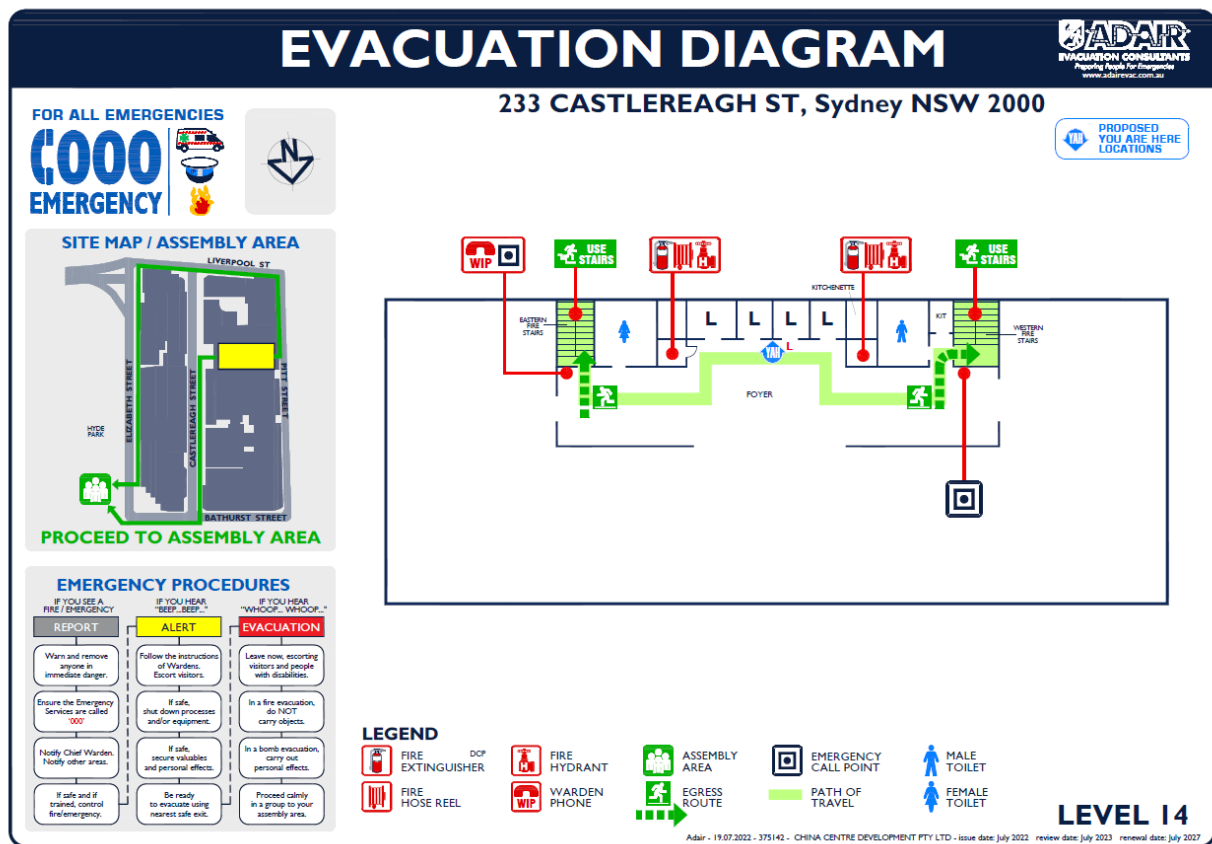 EVACUATION DIAGRAM
ADAIR
EVACUATION CONSULTANTS
Preparing People For Emergencies
www.adairevac.com.au
233 CASTLEREAGH ST, Sydney NSW 2000
YAH
PROPOSED
YOU ARE HERE
LOCATIONS
FOR ALL EMERGENCIES
000
EMERGENCY
N
SITE MAP / ASSEMBLY AREA
LIVERPOOL ST
ELIZABETH STREET
CASTLEREAGH STREET
PITT STREET
HYDE
PARK
BATHURST STREET
PROCEED TO ASSEMBLY AREA
WIP
USE
STAIRS
H
H
USE
STAIRS
KITCHENETTE
EASTERN
FIRE
STAIRS
L
L
L
L
KIT
WESTERN
FIRE
STAIRS
YAH
L
FOYER
EMERGENCY PROCEDURES
IF YOU SEE A
FIRE / EMERGENCY
REPORT
Warn and remove
anyone in
immediate danger.
Ensure the Emergency
Services are called
'000'
Notify Chief Warden.
Notify other areas.
If safe and if
trained, control
fire/emergency.
IF YOU HEAR
"BEEP...BEEP..."
ALERT
Follow the instructions
of Wardens.
Escort visitors.
If safe,
shut down processes
and/or equipment.
If safe,
secure valuables
and personal effects.
Be ready
to evacuate using
nearest safe exit.
IF YOU HEAR
"WHOOP... WHOOP..."
EVACUATION
Leave now, escorting
visitors and people
with disabilities.
In a fire evacuation,
do NOT
carry objects.
In a bomb evacuation,
carry out
personal effects.
Proceed calmly
in a group to your
assembly area.
LEGEND
FIRE DCP
EXTINGUISHER
FIRE
HOSE REEL
H
FIRE
HYDRANT
WIP
WARDEN
PHONE
ASSEMBLY
AREA
EGRESS
ROUTE
EMERGENCY
CALL POINT
PATH OF
TRAVEL
MALE
TOILET
FEMALE
TOILET
LEVEL 14
Adair - 19.07.2022 - 375142 - CHINA CENTRE DEVELOPMENT PTY LTD - issue date: July 2022 review date: July 2023 renewal date: July 2027